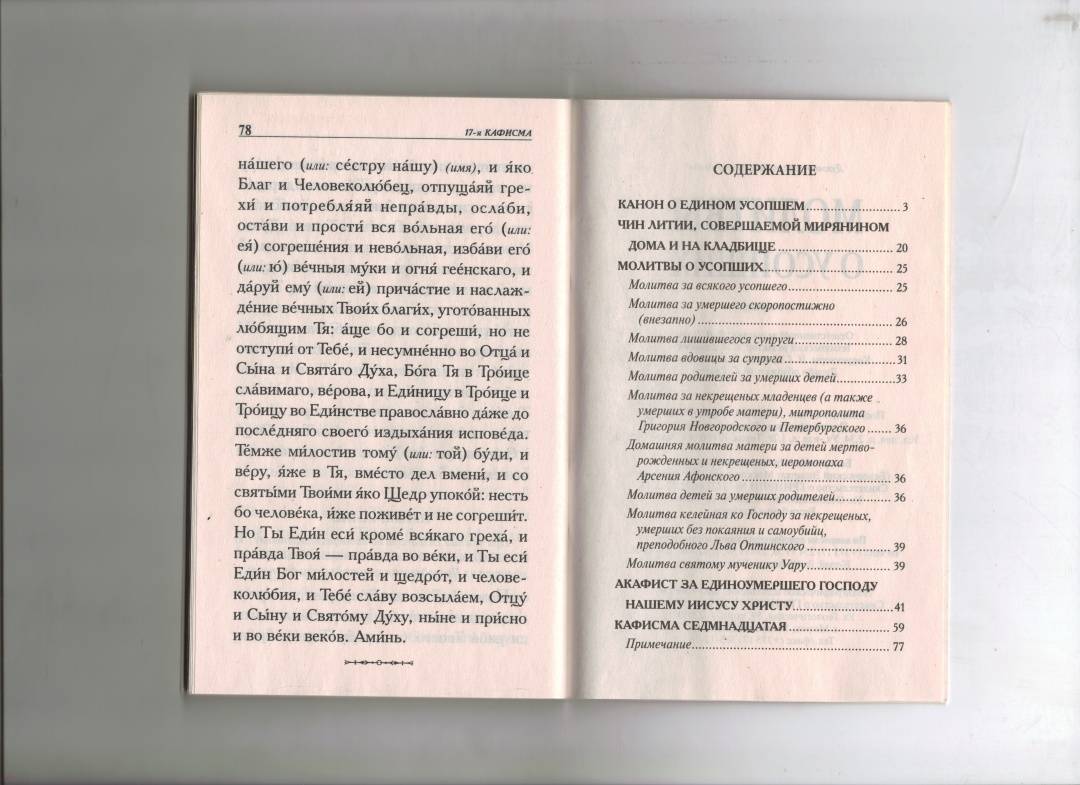 78
17-я КАФИСМА
на́шего (или: се́стру на́шу) (имя), и я́ко
Благ и Человеколю́бец, отпуща́яй гре-
хи́ и потребля́яй непра́вды, осла́би,
оста́ви и прости́ вся во́льная его́ (или:
ея́) согреше́ния и нево́льная, изба́ви его́
(или: ю́) ве́чныя му́ки и огня́ гее́нскаго, и
да́руй ему́ (или: ей) прича́стие и наслаж-
де́ние ве́чных Твои́х благи́х, угото́ванных
лю́бящим Тя: а́ще бо и согреши́, но не
отступи́ от Тебе́, и несумне́нно во Отца́ и
Сы́на и Свята́го Ду́ха, Бо́га Тя в Тро́ице
сла́вимаго, ве́рова, и Еди́ницу в Тро́ице и
Тро́ицу во Еди́нстве правосла́вно да́же до
после́дняго своего́ издыха́ния испове́да.
Те́мже ми́лостив тому́ (или: той) бу́ди, и
ве́ру, я́же в Тя, вме́сто дел вмени́, и со
святы́ми Твои́ми я́ко Щедр упоко́й: несть
бо челове́ка, и́же поживе́т и не согреши́т.
Но Ты Еди́н еси́ кроме́ вся́каго греха́, и
пра́вда Твоя́ — пра́вда во ве́ки, и Ты еси́
Еди́н Бог ми́лостей и щедро́т, и челове-
колю́бия, и Тебе́ сла́ву возсыла́ем, Отцу́
и Сы́ну и Свято́му Ду́ху, ны́не и при́сно
и во ве́ки веко́в. Ами́нь.
СОДЕРЖАНИЕ
КАНОН О ЕДИНОМ УСОПШЕМ 3
ЧИН ЛИТИИ, СОВЕРШАЕМОЙ МИРЯНИНОМ
ДОМА И НА КЛАДБИЩЕ 20
МОЛИТВЫ О УСОПШИХ 25
Молитва за всякого усопшего 25
Молитва за умершего скоропостижно
(внезапно) 26
Молитва лишившегося супруги 28
Молитва вдовицы за супруга 31
Молитва родителей за умерших детей 33
Молитва за некрещеных младенцев (а также
умерших в утробе матери), митрополита
Григория Новгородского и Петербургского 36
Домашняя молитва матери за детей мертво-
рожденных и некрещеных, иеромонаха
Арсения Афонского 36
Молитва детей за умерших родителей 36
Молитва келейная ко Господу за некрещеных,
умерших без покаяния и самоубийц,
преподобного Льва Оптинского 39
Молитва святому мученику Уару 39
АКАФИСТ ЗА ЕДИНОУМЕРШЕГО ГОСПОДУ
НАШЕМУ ИИСУСУ ХРИСТУ 41
КАФИСМА СЕДМНАДЦАТАЯ 59
Примечание 77